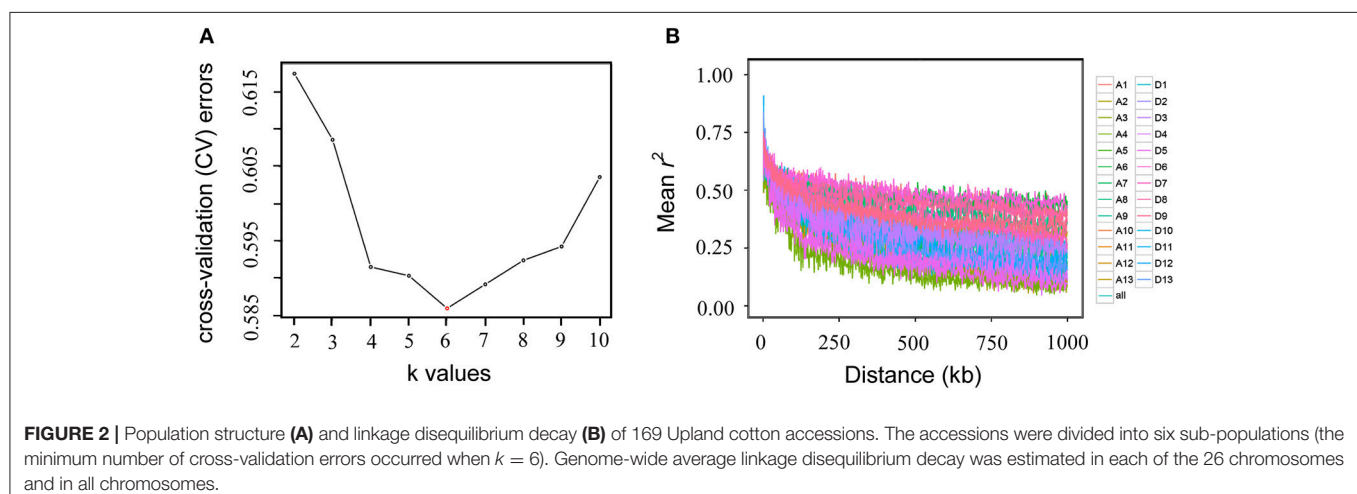 A
cross-validation (CV) errors
0.615
0.605
0.595
0.585
2 3 4 5 6 7 8 9 10
k values
B
Mean r²
1.00
0.75
0.50
0.25
0.00
0 250 500 750 1000
Distance (kb)
A1 D1
A2 D2
A3 D3
A4 D4
A5 D5
A6 D6
A7 D7
A8 D8
A9 D9
A10 D10
A11 D11
A12 D12
A13 D13
all
FIGURE 2 | Population structure (A) and linkage disequilibrium decay (B) of 169 Upland cotton accessions. The accessions were divided into six sub-populations (the
minimum number of cross-validation errors occurred when k = 6). Genome-wide average linkage disequilibrium decay was estimated in each of the 26 chromosomes
and in all chromosomes.